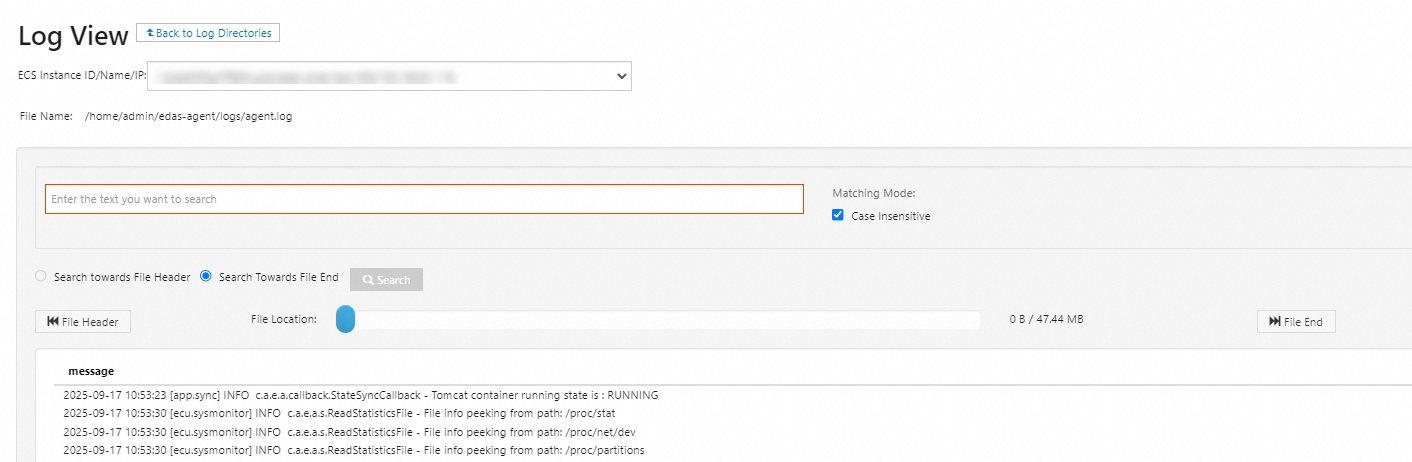 Log View Back to Log Directories
ECS Instance ID/Name/IP:
File Name: /home/admin/edas-agent/logs/agent.log
Enter the text you want to search
Matching Mode:
Case Insensitive
Search towards File Header Search Towards File End Search
File Header File Location: 0 B / 47.44 MB File End
message
2025-09-17 10:53:23 [app.sync] INFO c.a.e.a.callback.StateSyncCallback - Tomcat container running state is : RUNNING
2025-09-17 10:53:30 [ecu.sysmonitor] INFO c.a.e.a.s.ReadStatisticsFile - File info peeking from path: /proc/stat
2025-09-17 10:53:30 [ecu.sysmonitor] INFO c.a.e.a.s.ReadStatisticsFile - File info peeking from path: /proc/net/dev
2025-09-17 10:53:30 [ecu.sysmonitor] INFO c.a.e.a.s.ReadStatisticsFile - File info peeking from path: /proc/partitions